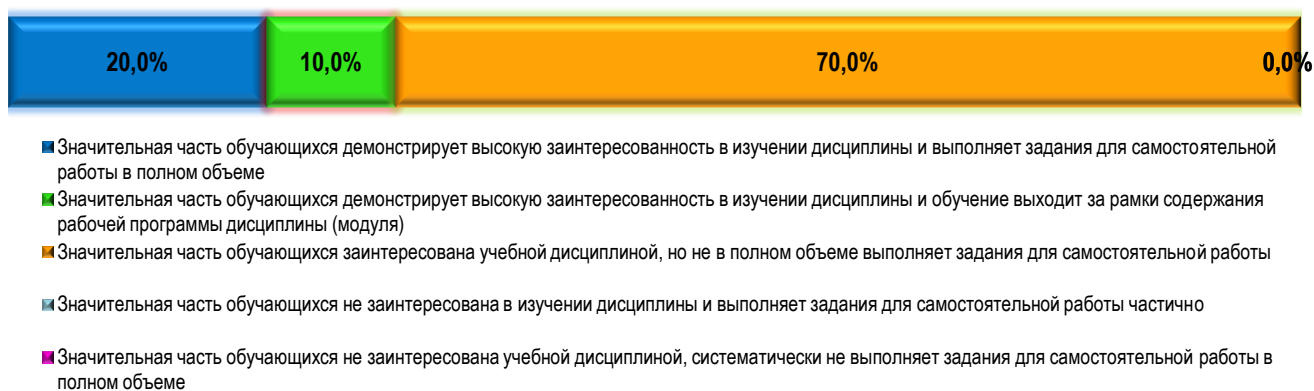 20,0% 10,0% 70,0% 0,0%
Значительная часть обучающихся демонстрирует высокую заинтересованность в изучении дисциплины и выполняет задания для самостоятельной
работы в полном объеме
Значительная часть обучающихся демонстрирует высокую заинтересованность в изучении дисциплины и обучение выходит за рамки содержания
рабочей программы дисциплины (модуля)
Значительная часть обучающихся заинтересована учебной дисциплиной, но не в полном объеме выполняет задания для самостоятельной работы
Значительная часть обучающихся не заинтересована в изучении дисциплины и выполняет задания для самостоятельной работы частично
Значительная часть обучающихся не заинтересована учебной дисциплиной, систематически не выполняет задания для самостоятельной работы в
полном объеме